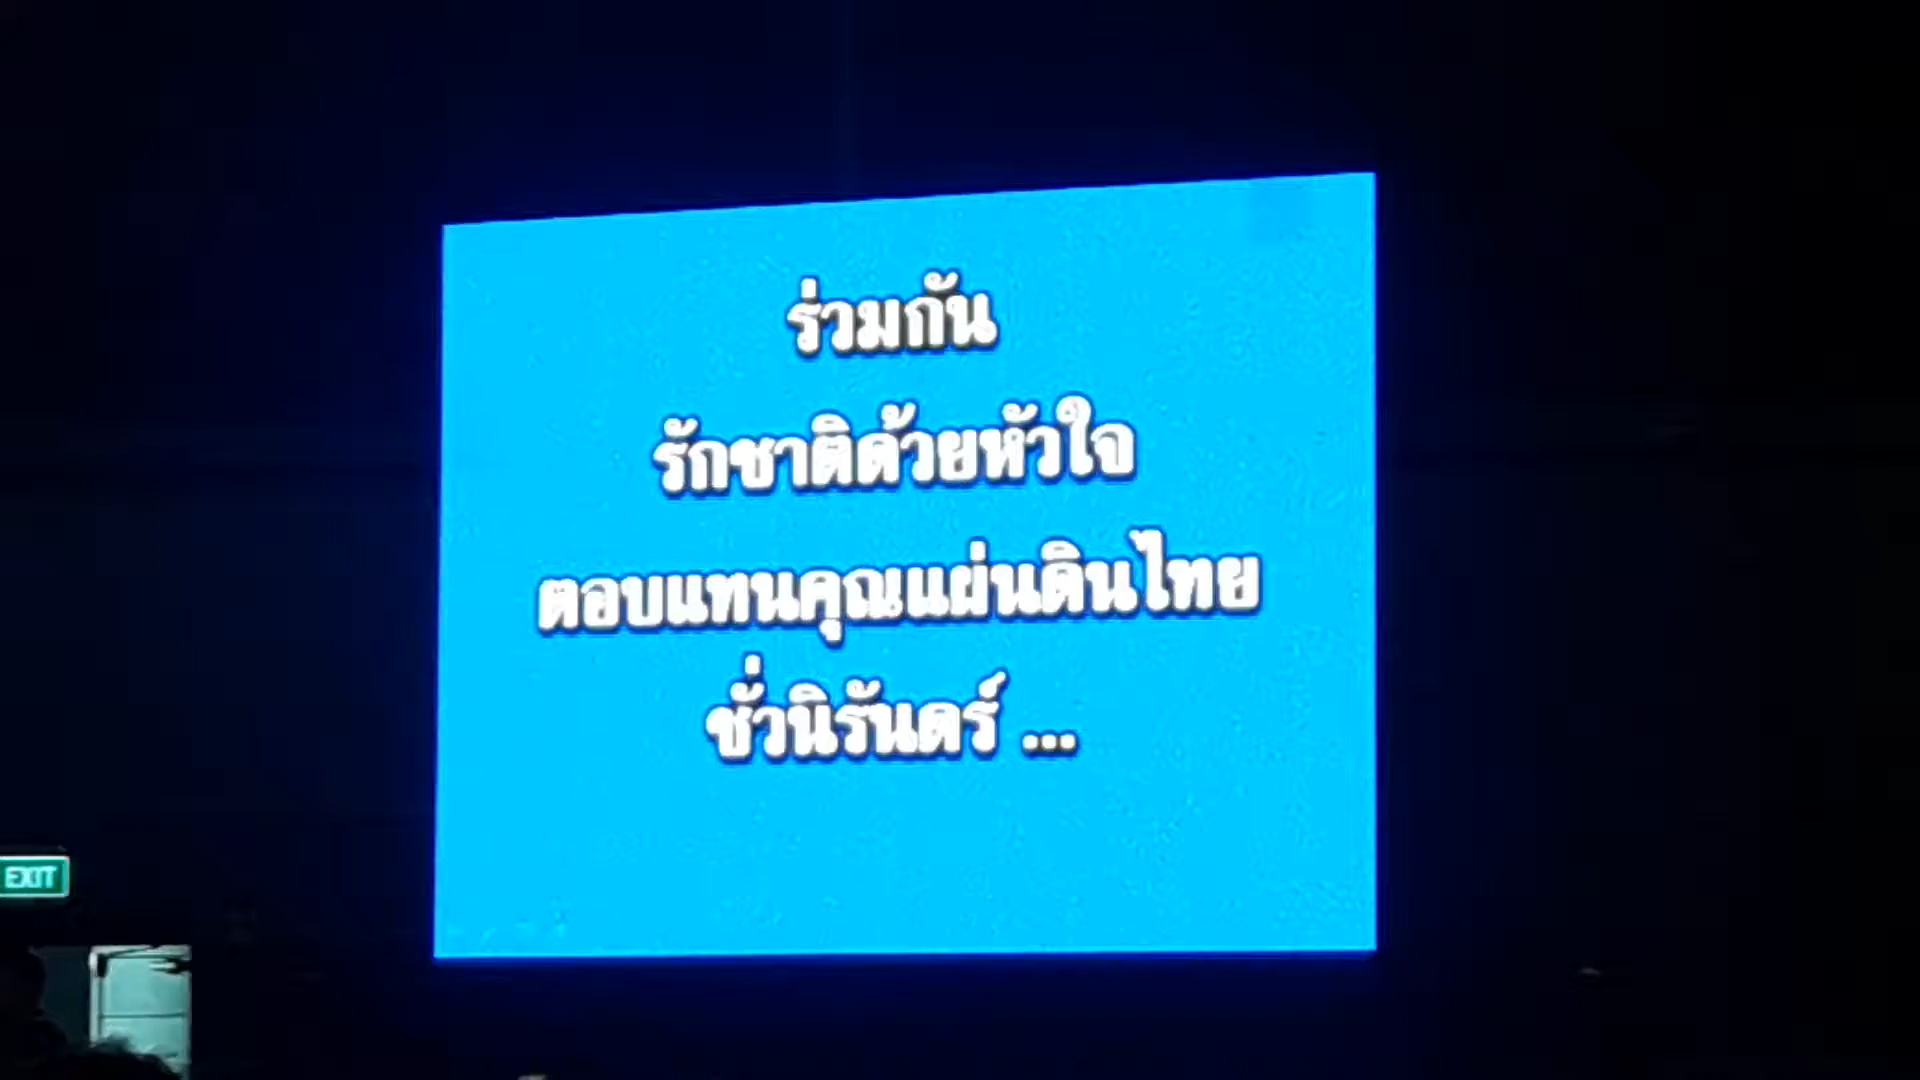 ร่วมกัน
รักชาติด้วยหัวใจ
ตอบแทนคุณแผ่นดินไทย
ชั่วนิรันดร์ ...
EXIT